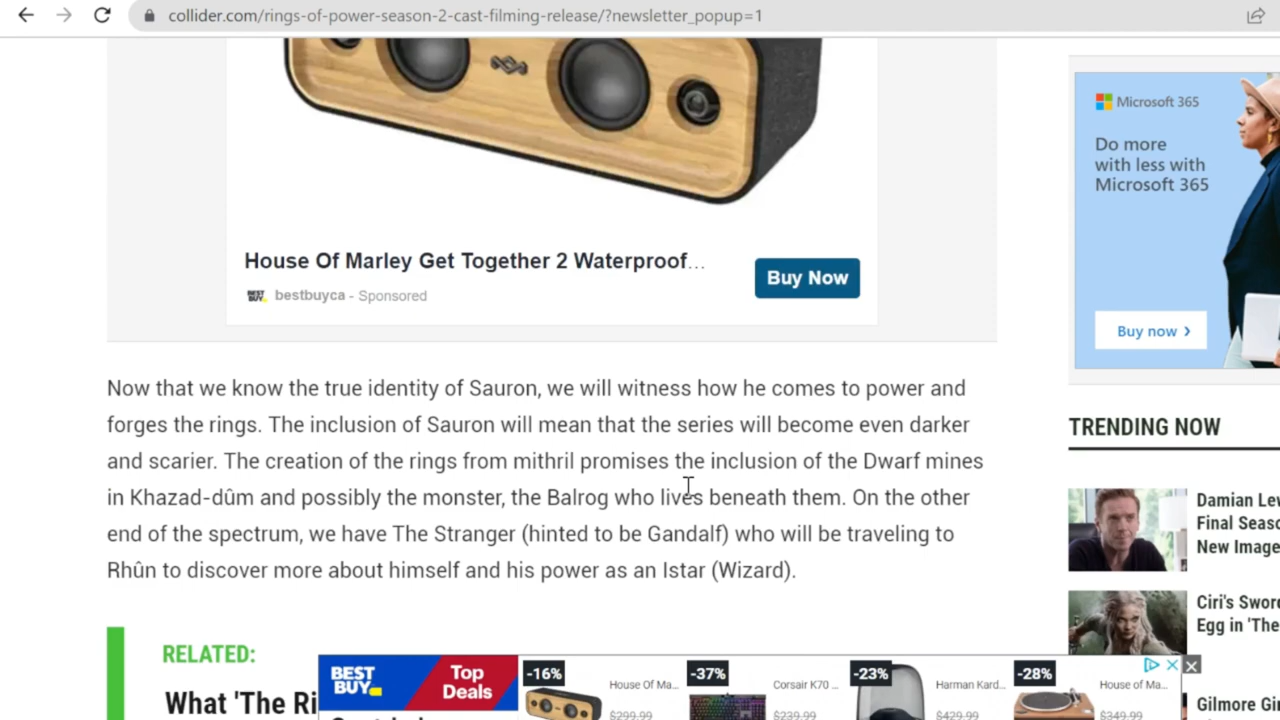 collider.com/rings-of-power-season-2-cast-filming-release/?newsletter_popup=1
House Of Marley Get Together 2 Waterproof...
BEST BUY
bestbuyca - Sponsored
Buy Now
Microsoft 365
Do more
with less with
Microsoft 365
Buy now
Now that we know the true identity of Sauron, we will witness how he comes to power and
forges the rings. The inclusion of Sauron will mean that the series will become even darker
and scarier. The creation of the rings from mithril promises the inclusion of the Dwarf mines
in Khazad-dûm and possibly the monster, the Balrog who lives beneath them. On the other
end of the spectrum, we have The Stranger (hinted to be Gandalf) who will be traveling to
Rhûn to discover more about himself and his power as an Istar (Wizard).
TRENDING NOW
Damian Le
Final Seaso
New Image
Ciri's Swor
Egg in 'The
Gilmore Gi
RELATED:
What 'The Ri
BEST
BUY
Top
Deals
-16%
House Of Ma...
$299.99
-37%
Corsair K70 ...
$239.99
-23%
Harman Kard...
$429.99
-28%
House of Ma...
$349.99